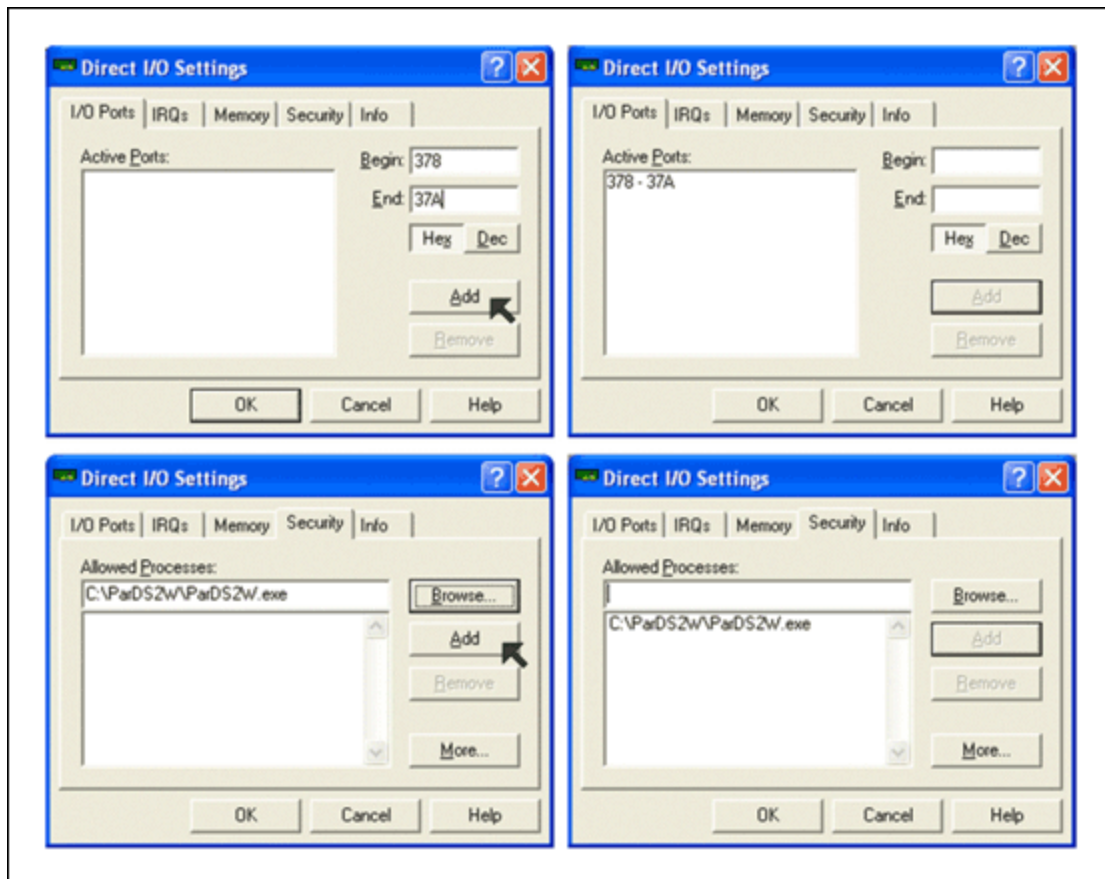 Direct I/O Settings
I/O Ports IRQs Memory Security Info
Active Ports:
Begin: 378
End: 37A
Hex Dec
Add
Remove
OK Cancel Help
Direct I/O Settings
I/O Ports IRQs Memory Security Info
Active Ports:
378 - 37A
Begin:
End:
Hex Dec
Add
Remove
OK Cancel Help
Direct I/O Settings
I/O Ports IRQs Memory Security Info
Allowed Processes:
C:\ParDS2W\ParDS2W.exe
Browse...
Add
Remove
More...
OK Cancel Help
Direct I/O Settings
I/O Ports IRQs Memory Security Info
Allowed Processes:
Browse...
C:\ParDS2W\ParDS2W.exe
Add
Remove
More...
OK Cancel Help